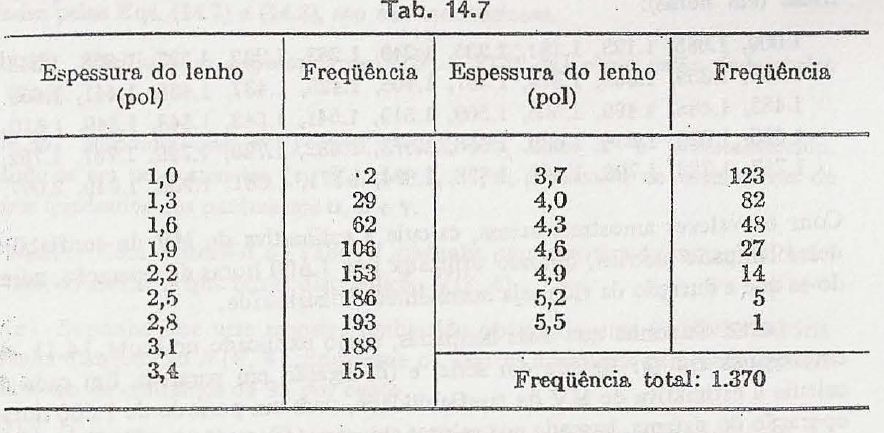 Tab. 14.7
Espessura do lenho (pol) Freqüência Espessura do lenho (pol) Freqüência
1,0 2 3,7 123
1,3 29 4,0 82
1,6 62 4,3 48
1,9 106 4,6 27
2,2 153 4,9 14
2,5 186 5,2 5
2,8 193 5,5 1
3,1 188
3,4 151 Freqüência total: 1.370